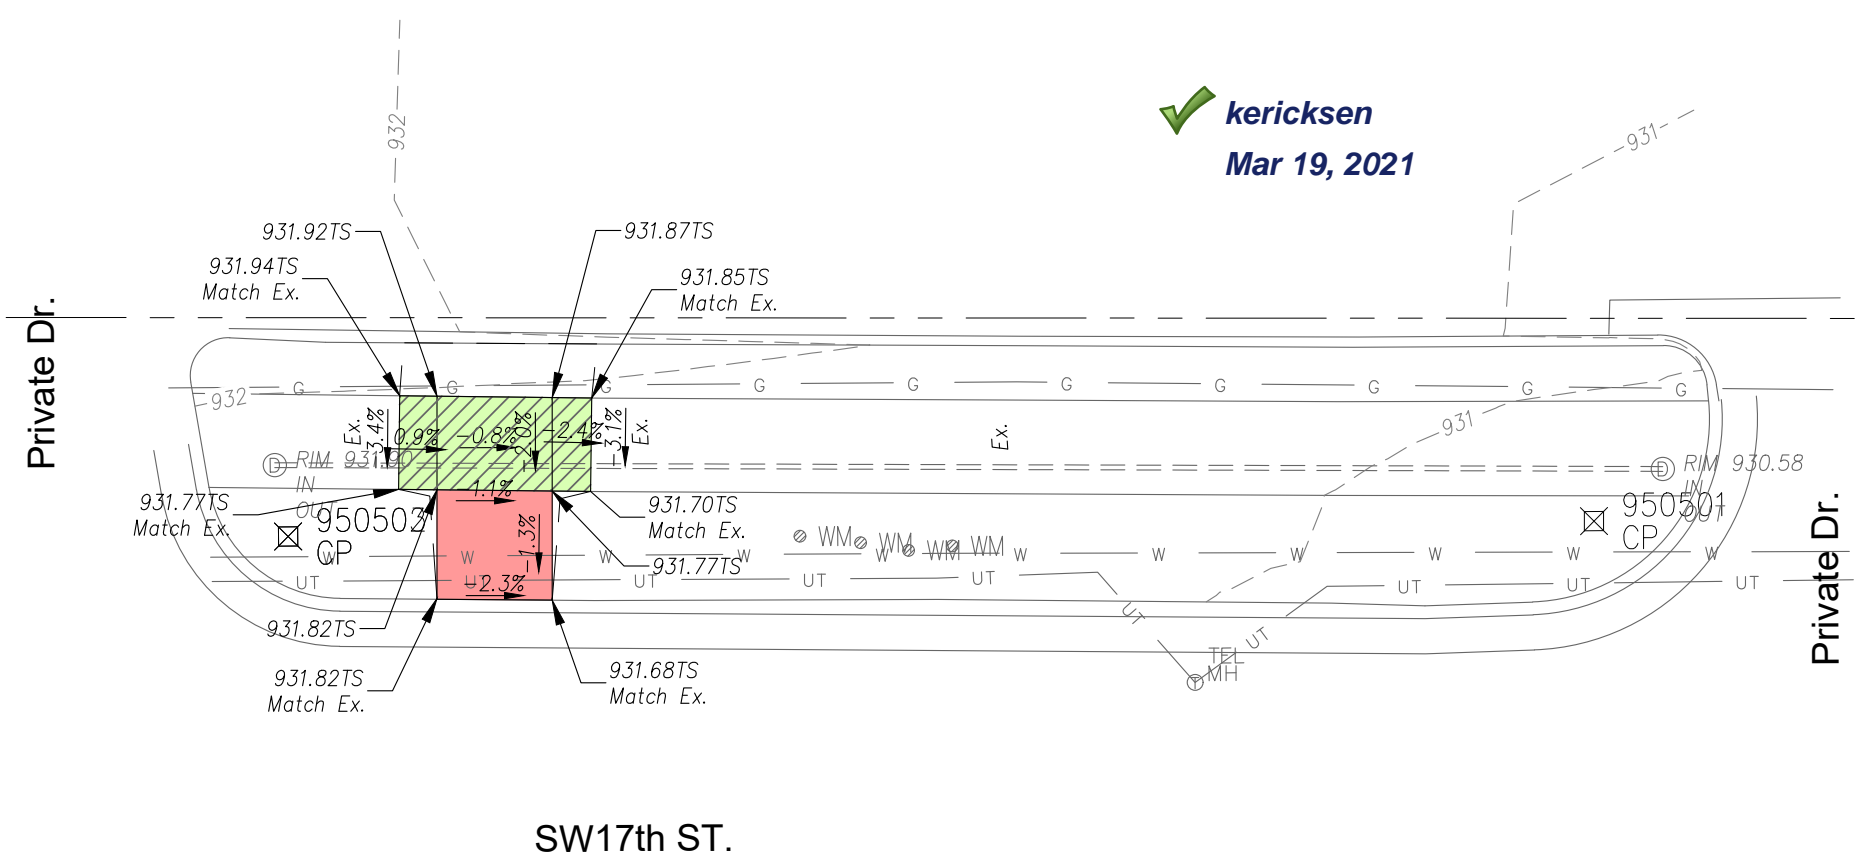 932
kericksen
Mar 19, 2021
931
931.92TS
931.87TS
931.94TS
Match Ex.
931.85TS
Match Ex.
Private Dr.
G G G G G G G G G G
932
Ex.
3.4%
0.9%
-0.8%
-2.0%
-2.4%
-3.1%
Ex.
Ex.
931
D
RIM 931.90
IN
OUT
D
RIM 930.58
IN
OUT
931.77TS
Match Ex.
-1.1%
931.70TS
Match Ex.
950502
CP
950501
CP
-1.3%
WM WM WM WM
W W W W W W W W W W W
931.77TS
UT UT UT UT UT UT UT UT
-2.3%
UT
UT
931.82TS
TEL
MH
T
931.82TS
Match Ex.
931.68TS
Match Ex.
Private Dr.
SW17th ST.